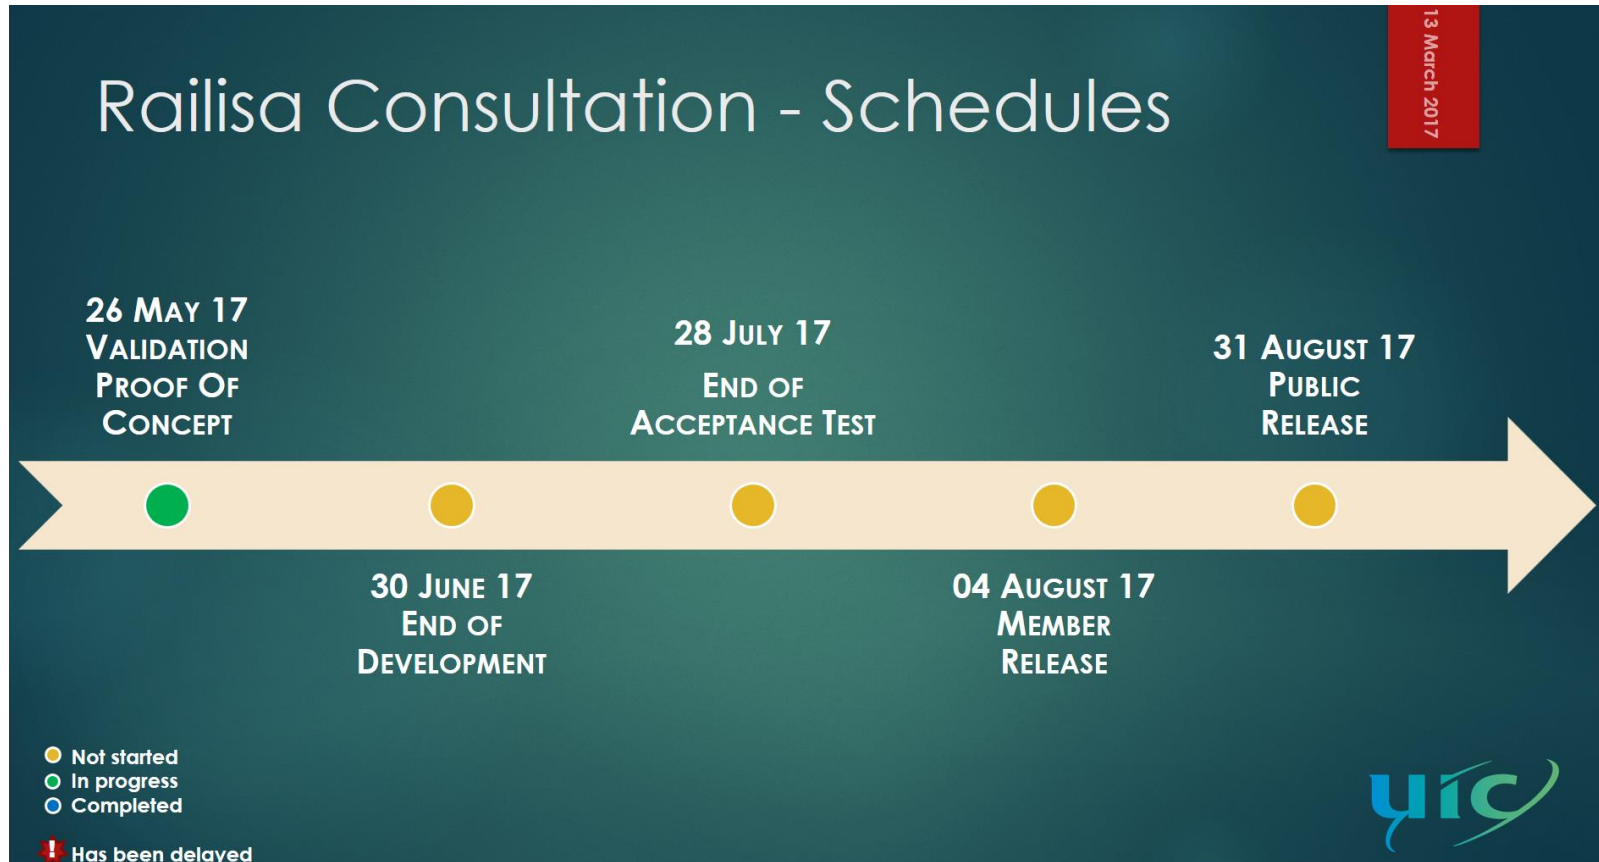 13 March 2017
Railisa Consultation - Schedules
26 May 17
Validation
Proof Of
Concept
28 July 17
End of
Acceptance Test
31 August 17
Public
Release
30 June 17
End of
Development
04 August 17
Member
Release
Not started
In progress
Completed
! Has been delayed
uic